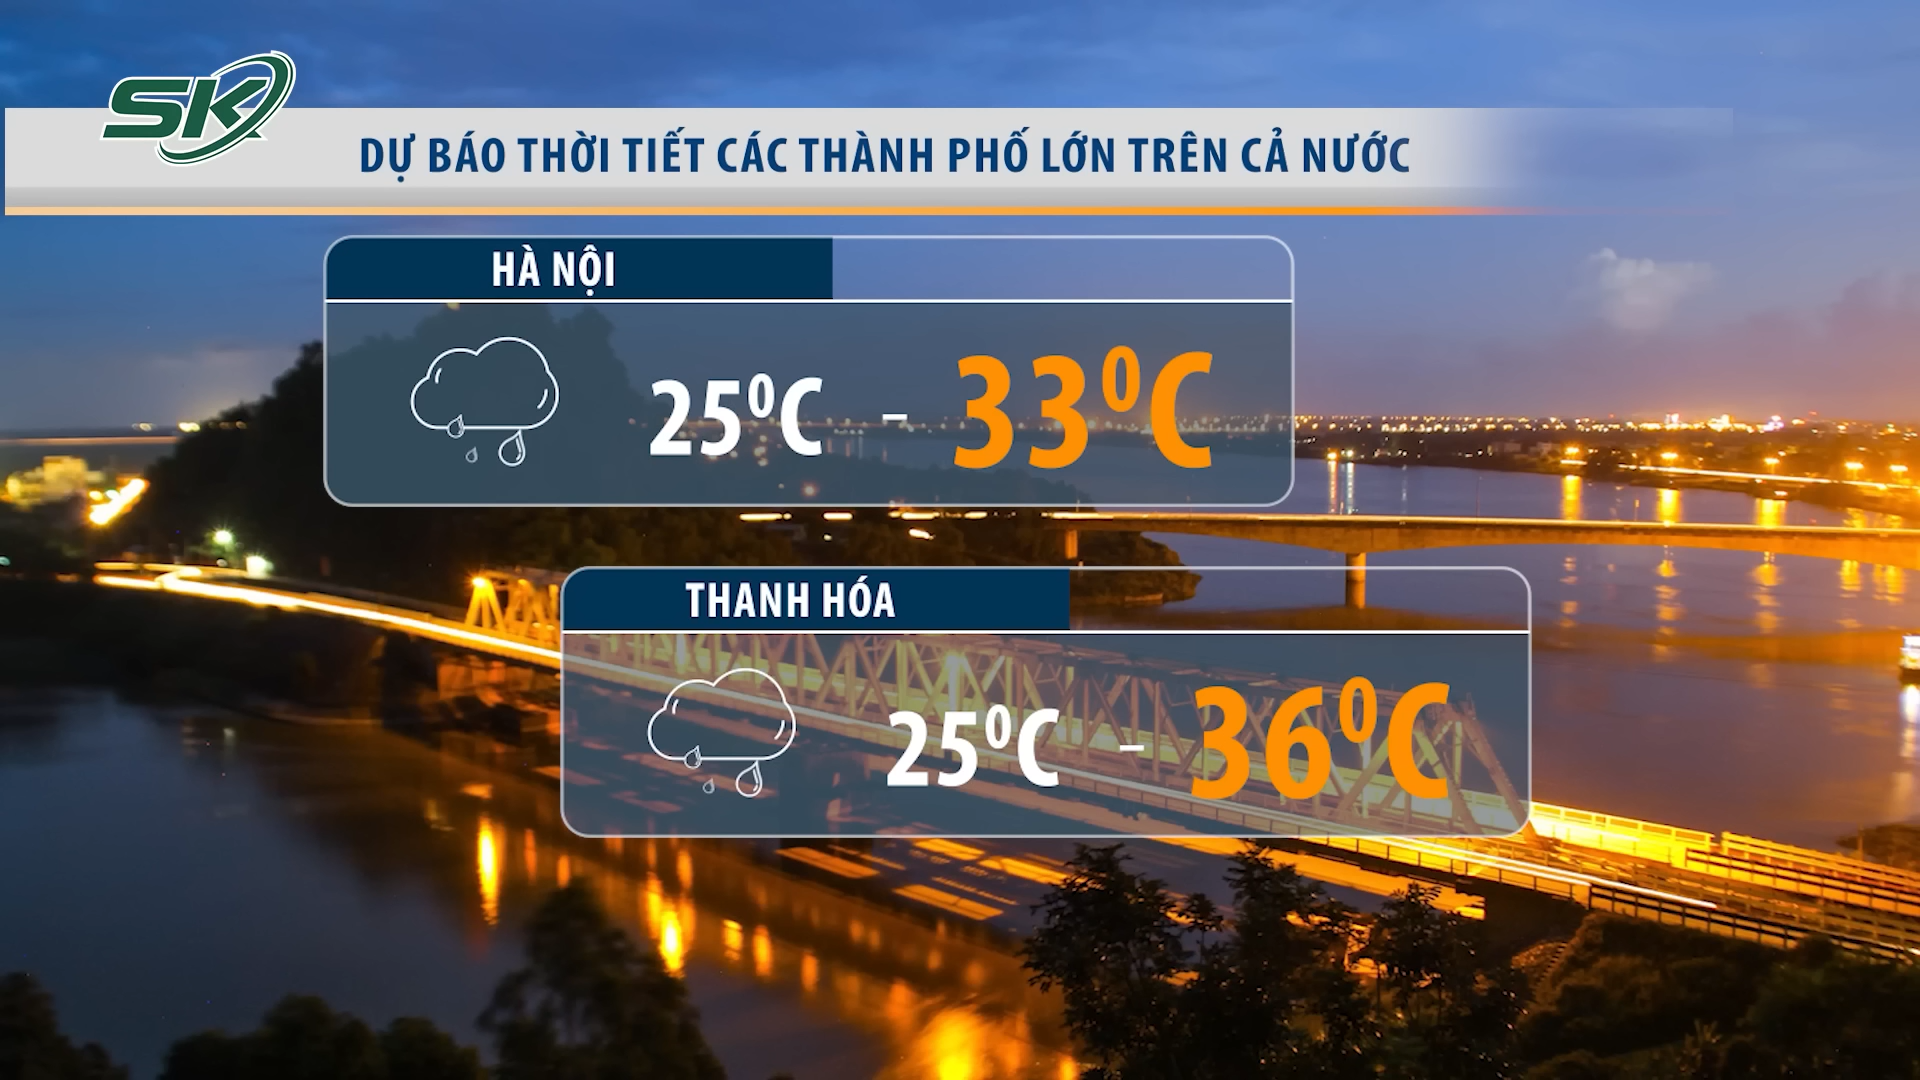 SK
DỰ BÁO THỜI TIẾT CÁC THÀNH PHỐ LỚN TRÊN CẢ NƯỚC
HÀ NỘI
25⁰C - 33⁰C
THANH HÓA
25⁰C - 36⁰C